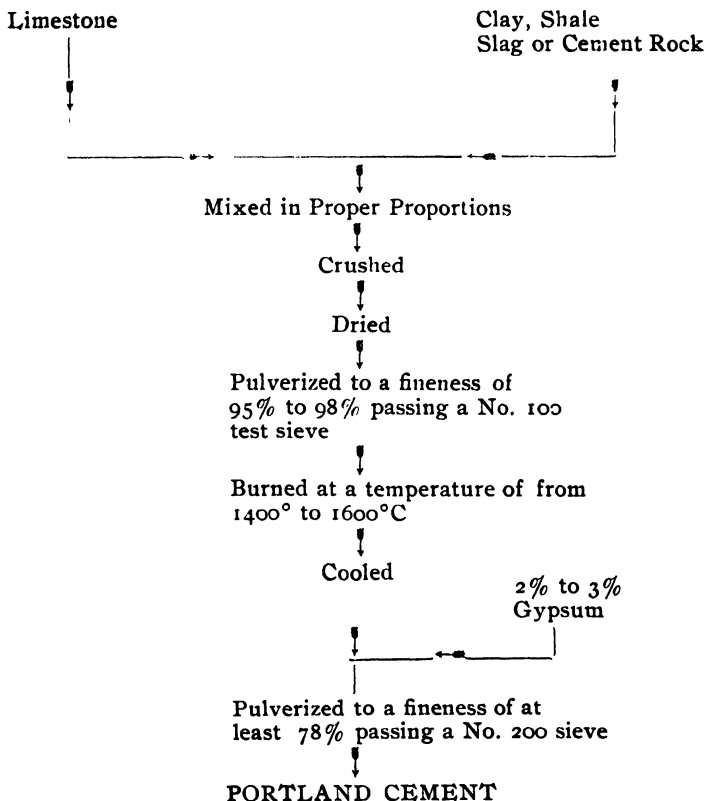 Limestone
Clay, Shale
Slag or Cement Rock
Mixed in Proper Proportions
Crushed
Dried
Pulverized to a fineness of
95% to 98% passing a No. 100
test sieve
Burned at a temperature of from
1400° to 1600°C
Cooled
2% to 3%
Gypsum
Pulverized to a fineness of at
least 78% passing a No. 200 sieve
PORTLAND CEMENT